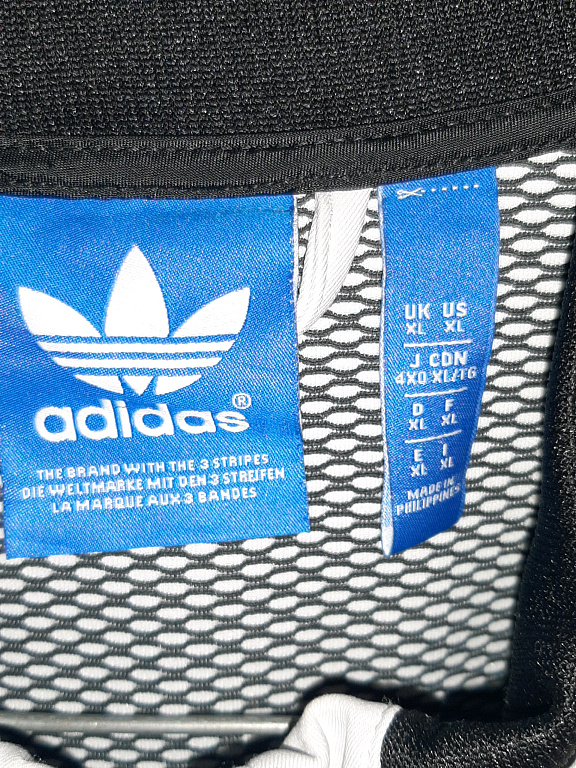 adidas®
THE BRAND WITH THE 3 STRIPES
DIE WELTMARKE MIT DEN 3 STREIFEN
LA MARQUE AUX 3 BANDES
UK US
XL XL
J CDN
4XO XL/TG
D F
XL XL
E I
XL XL
MADE IN
PHILIPPINES